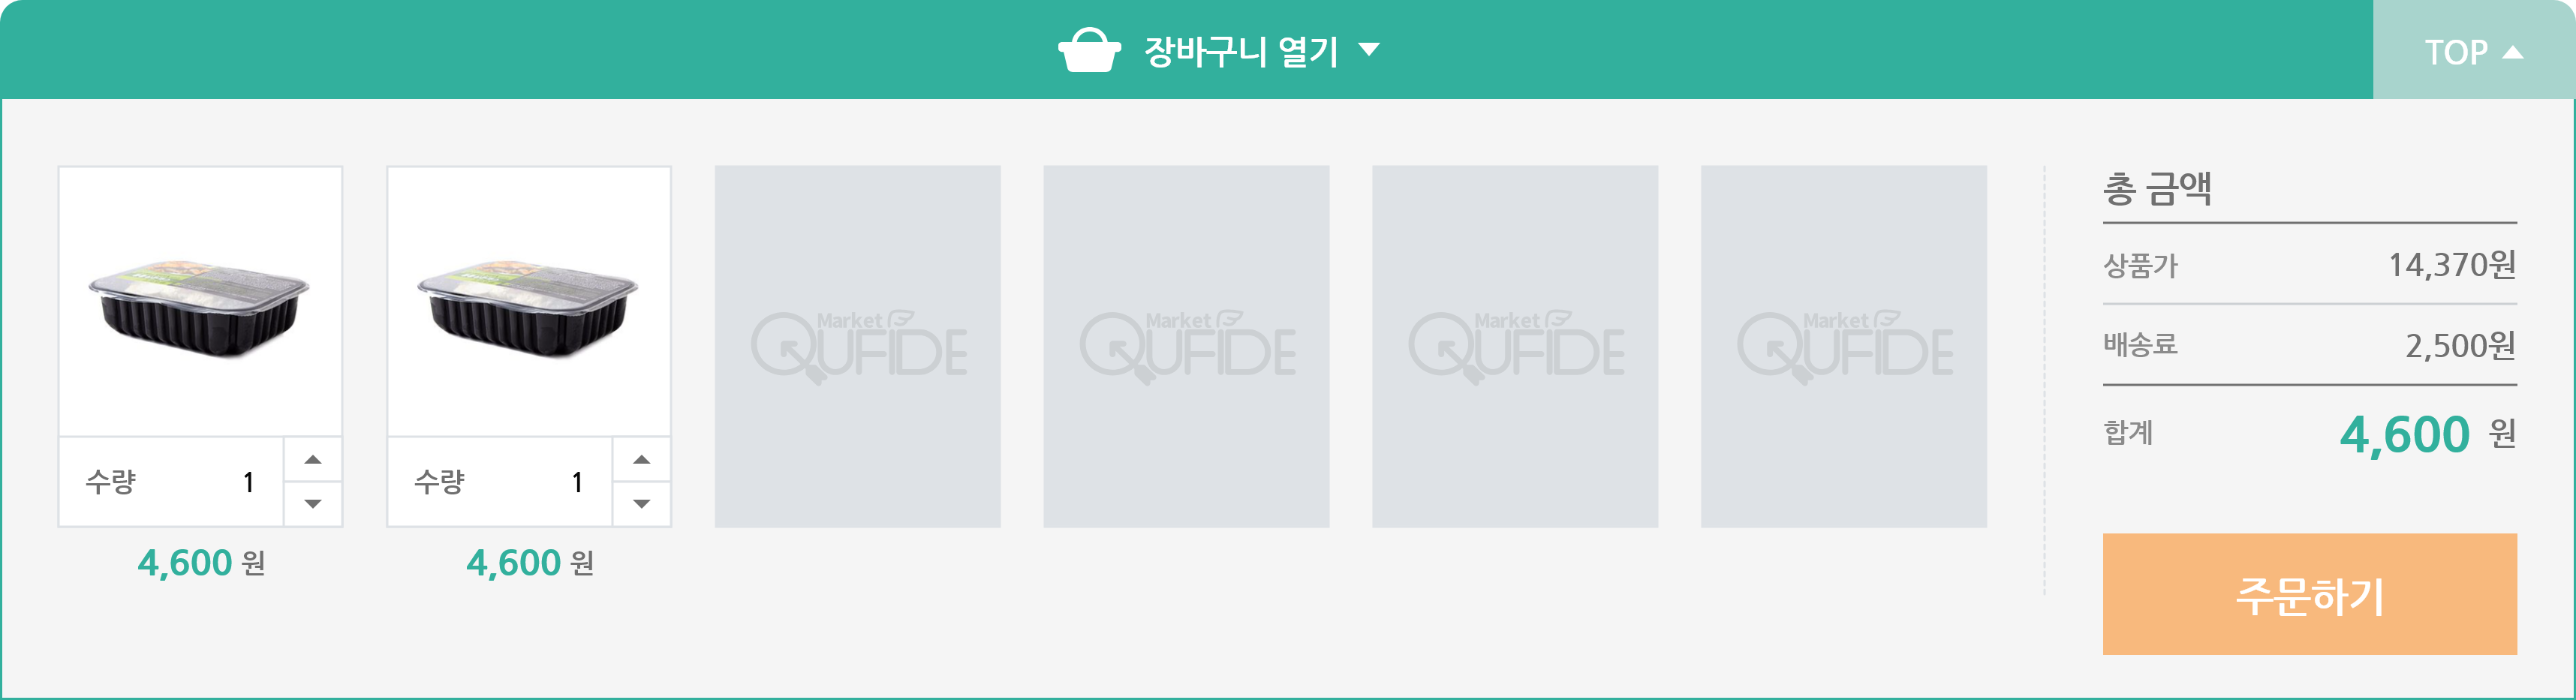 장바구니 열기
TOP
수량 1
4,600 원
수량 1
4,600 원
Market
QUFIDE
Market
QUFIDE
Market
QUFIDE
Market
QUFIDE
총 금액
상품가 14,370원
배송료 2,500원
합계 4,600 원
주문하기